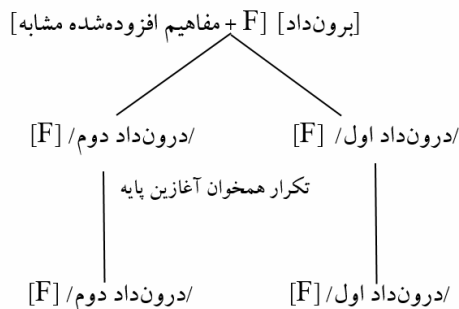 [برون‌داد] [F + مفاهیم افزوده‌شده مشابه]
/درون‌داد اول/ [F] /درون‌داد دوم/ [F]
تکرار همخوان آغازین پایه
/درون‌داد اول/ [F] /درون‌داد دوم/ [F]